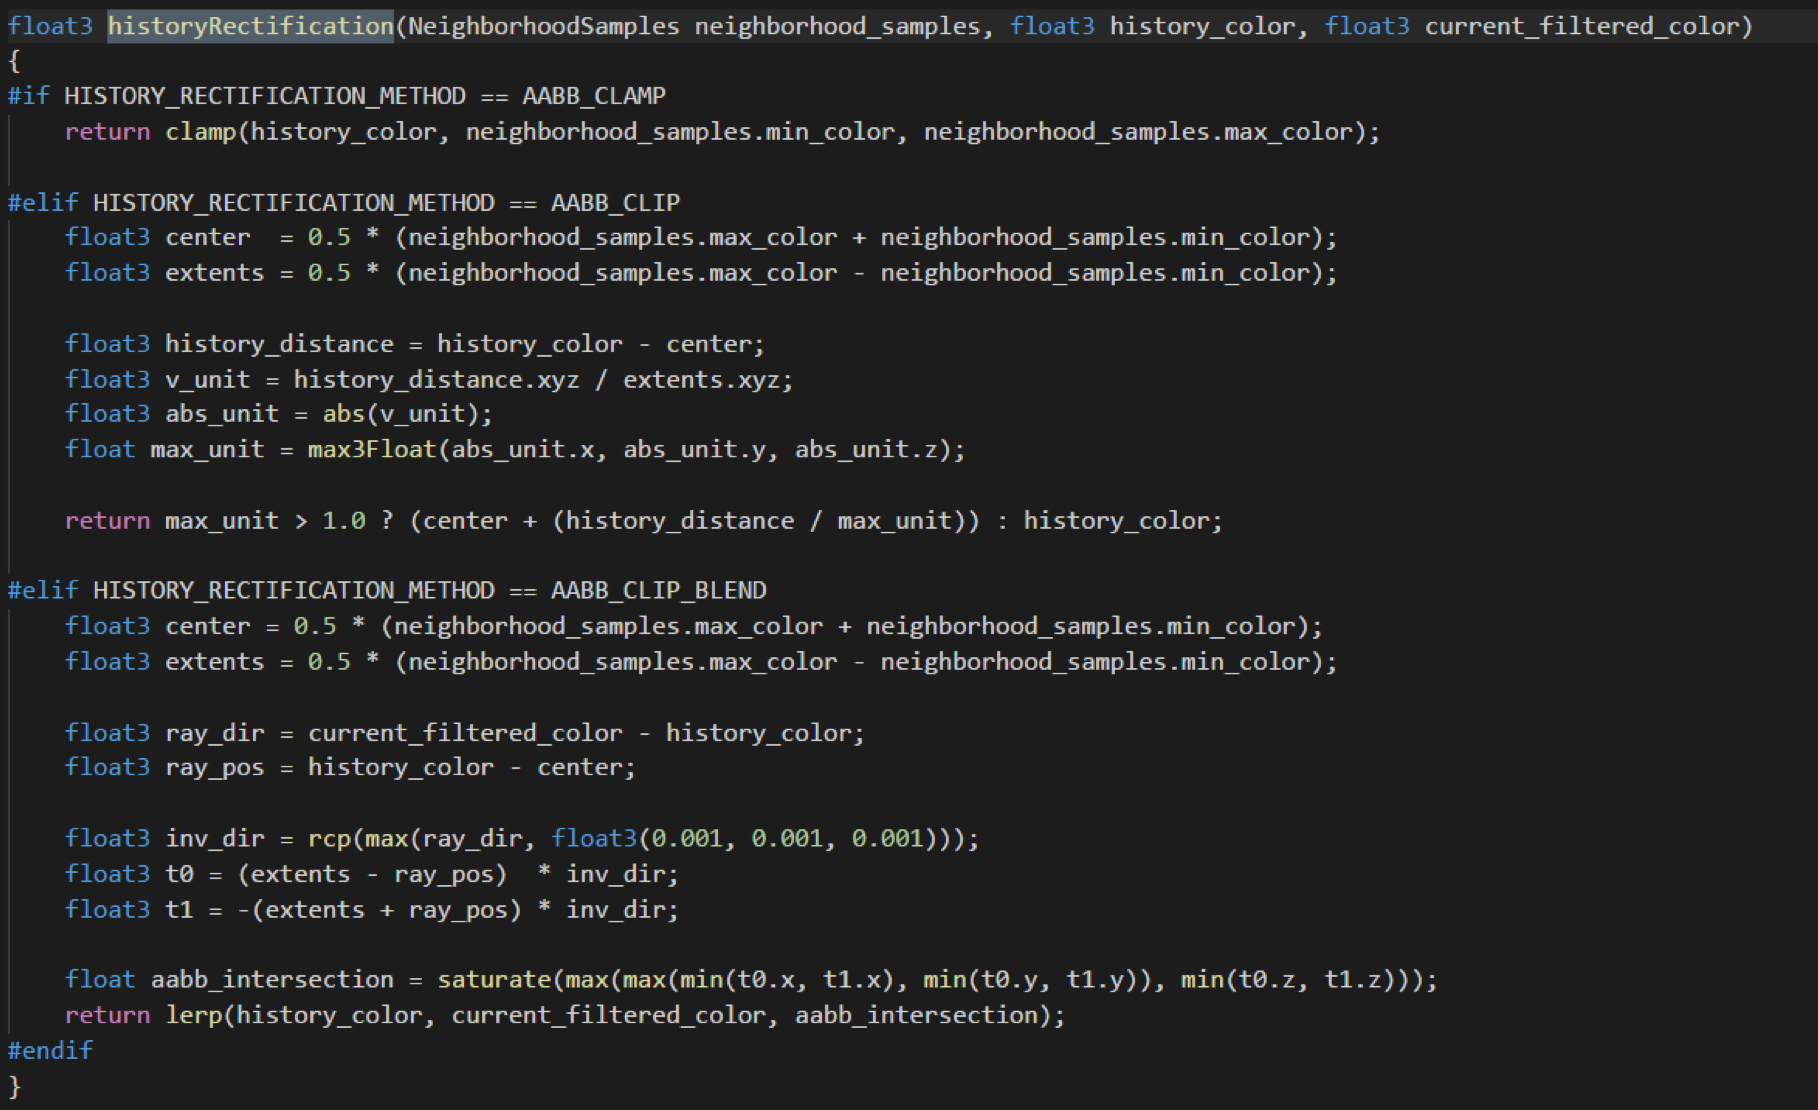 float3 historyRectification(NeighborhoodSamples neighborhood_samples, float3 history_color, float3 current_filtered_color)
{
#if HISTORY_RECTIFICATION_METHOD == AABB_CLAMP
    return clamp(history_color, neighborhood_samples.min_color, neighborhood_samples.max_color);

#elif HISTORY_RECTIFICATION_METHOD == AABB_CLIP
    float3 center  = 0.5 * (neighborhood_samples.max_color + neighborhood_samples.min_color);
    float3 extents = 0.5 * (neighborhood_samples.max_color - neighborhood_samples.min_color);

    float3 history_distance = history_color - center;
    float3 v_unit = history_distance.xyz / extents.xyz;
    float3 abs_unit = abs(v_unit);
    float max_unit = max3Float(abs_unit.x, abs_unit.y, abs_unit.z);

    return max_unit > 1.0 ? (center + (history_distance / max_unit)) : history_color;

#elif HISTORY_RECTIFICATION_METHOD == AABB_CLIP_BLEND
    float3 center = 0.5 * (neighborhood_samples.max_color + neighborhood_samples.min_color);
    float3 extents = 0.5 * (neighborhood_samples.max_color - neighborhood_samples.min_color);

    float3 ray_dir = current_filtered_color - history_color;
    float3 ray_pos = history_color - center;

    float3 inv_dir = rcp(max(ray_dir, float3(0.001, 0.001, 0.001)));
    float3 t0 = (extents - ray_pos)  * inv_dir;
    float3 t1 = -(extents + ray_pos) * inv_dir;

    float aabb_intersection = saturate(max(max(min(t0.x, t1.x), min(t0.y, t1.y)), min(t0.z, t1.z)));
    return lerp(history_color, current_filtered_color, aabb_intersection);
#endif
}